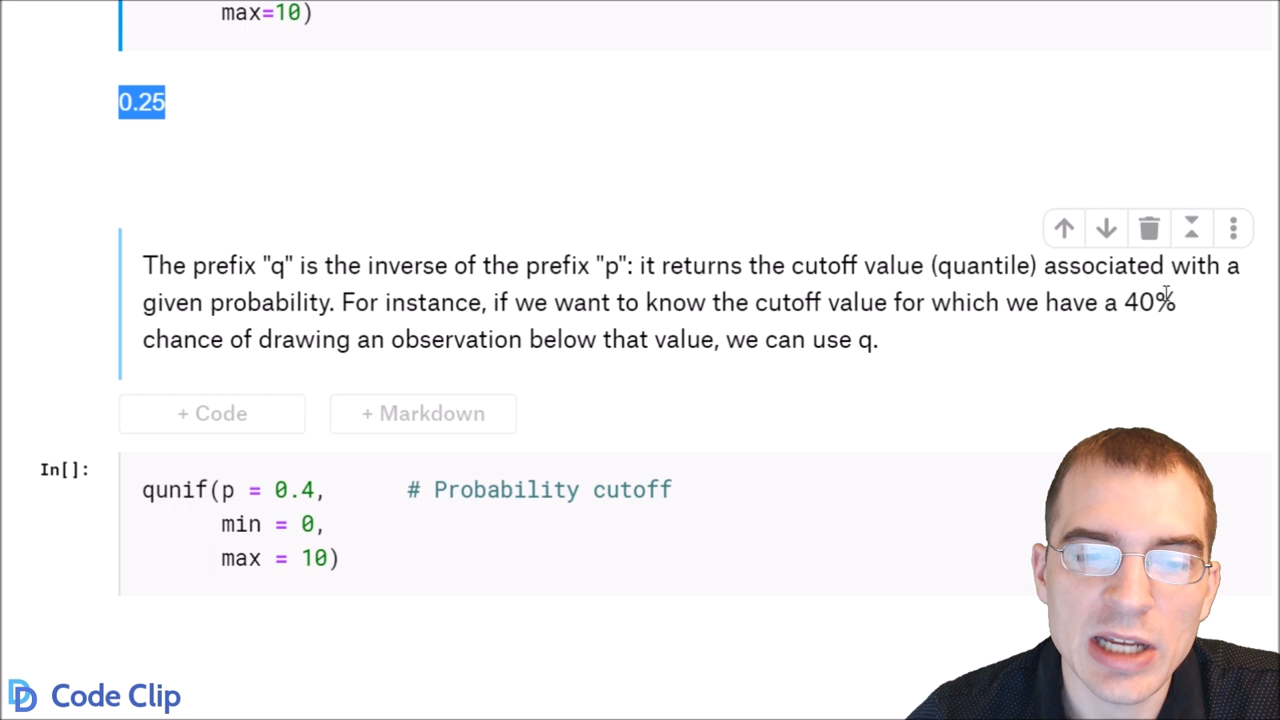 max=10)
0.25
The prefix "q" is the inverse of the prefix "p": it returns the cutoff value (quantile) associated with a
given probability. For instance, if we want to know the cutoff value for which we have a 40%
chance of drawing an observation below that value, we can use q.
+ Code + Markdown
In[]:
qunif(p = 0.4, # Probability cutoff
min = 0,
max = 10)
Code Clip